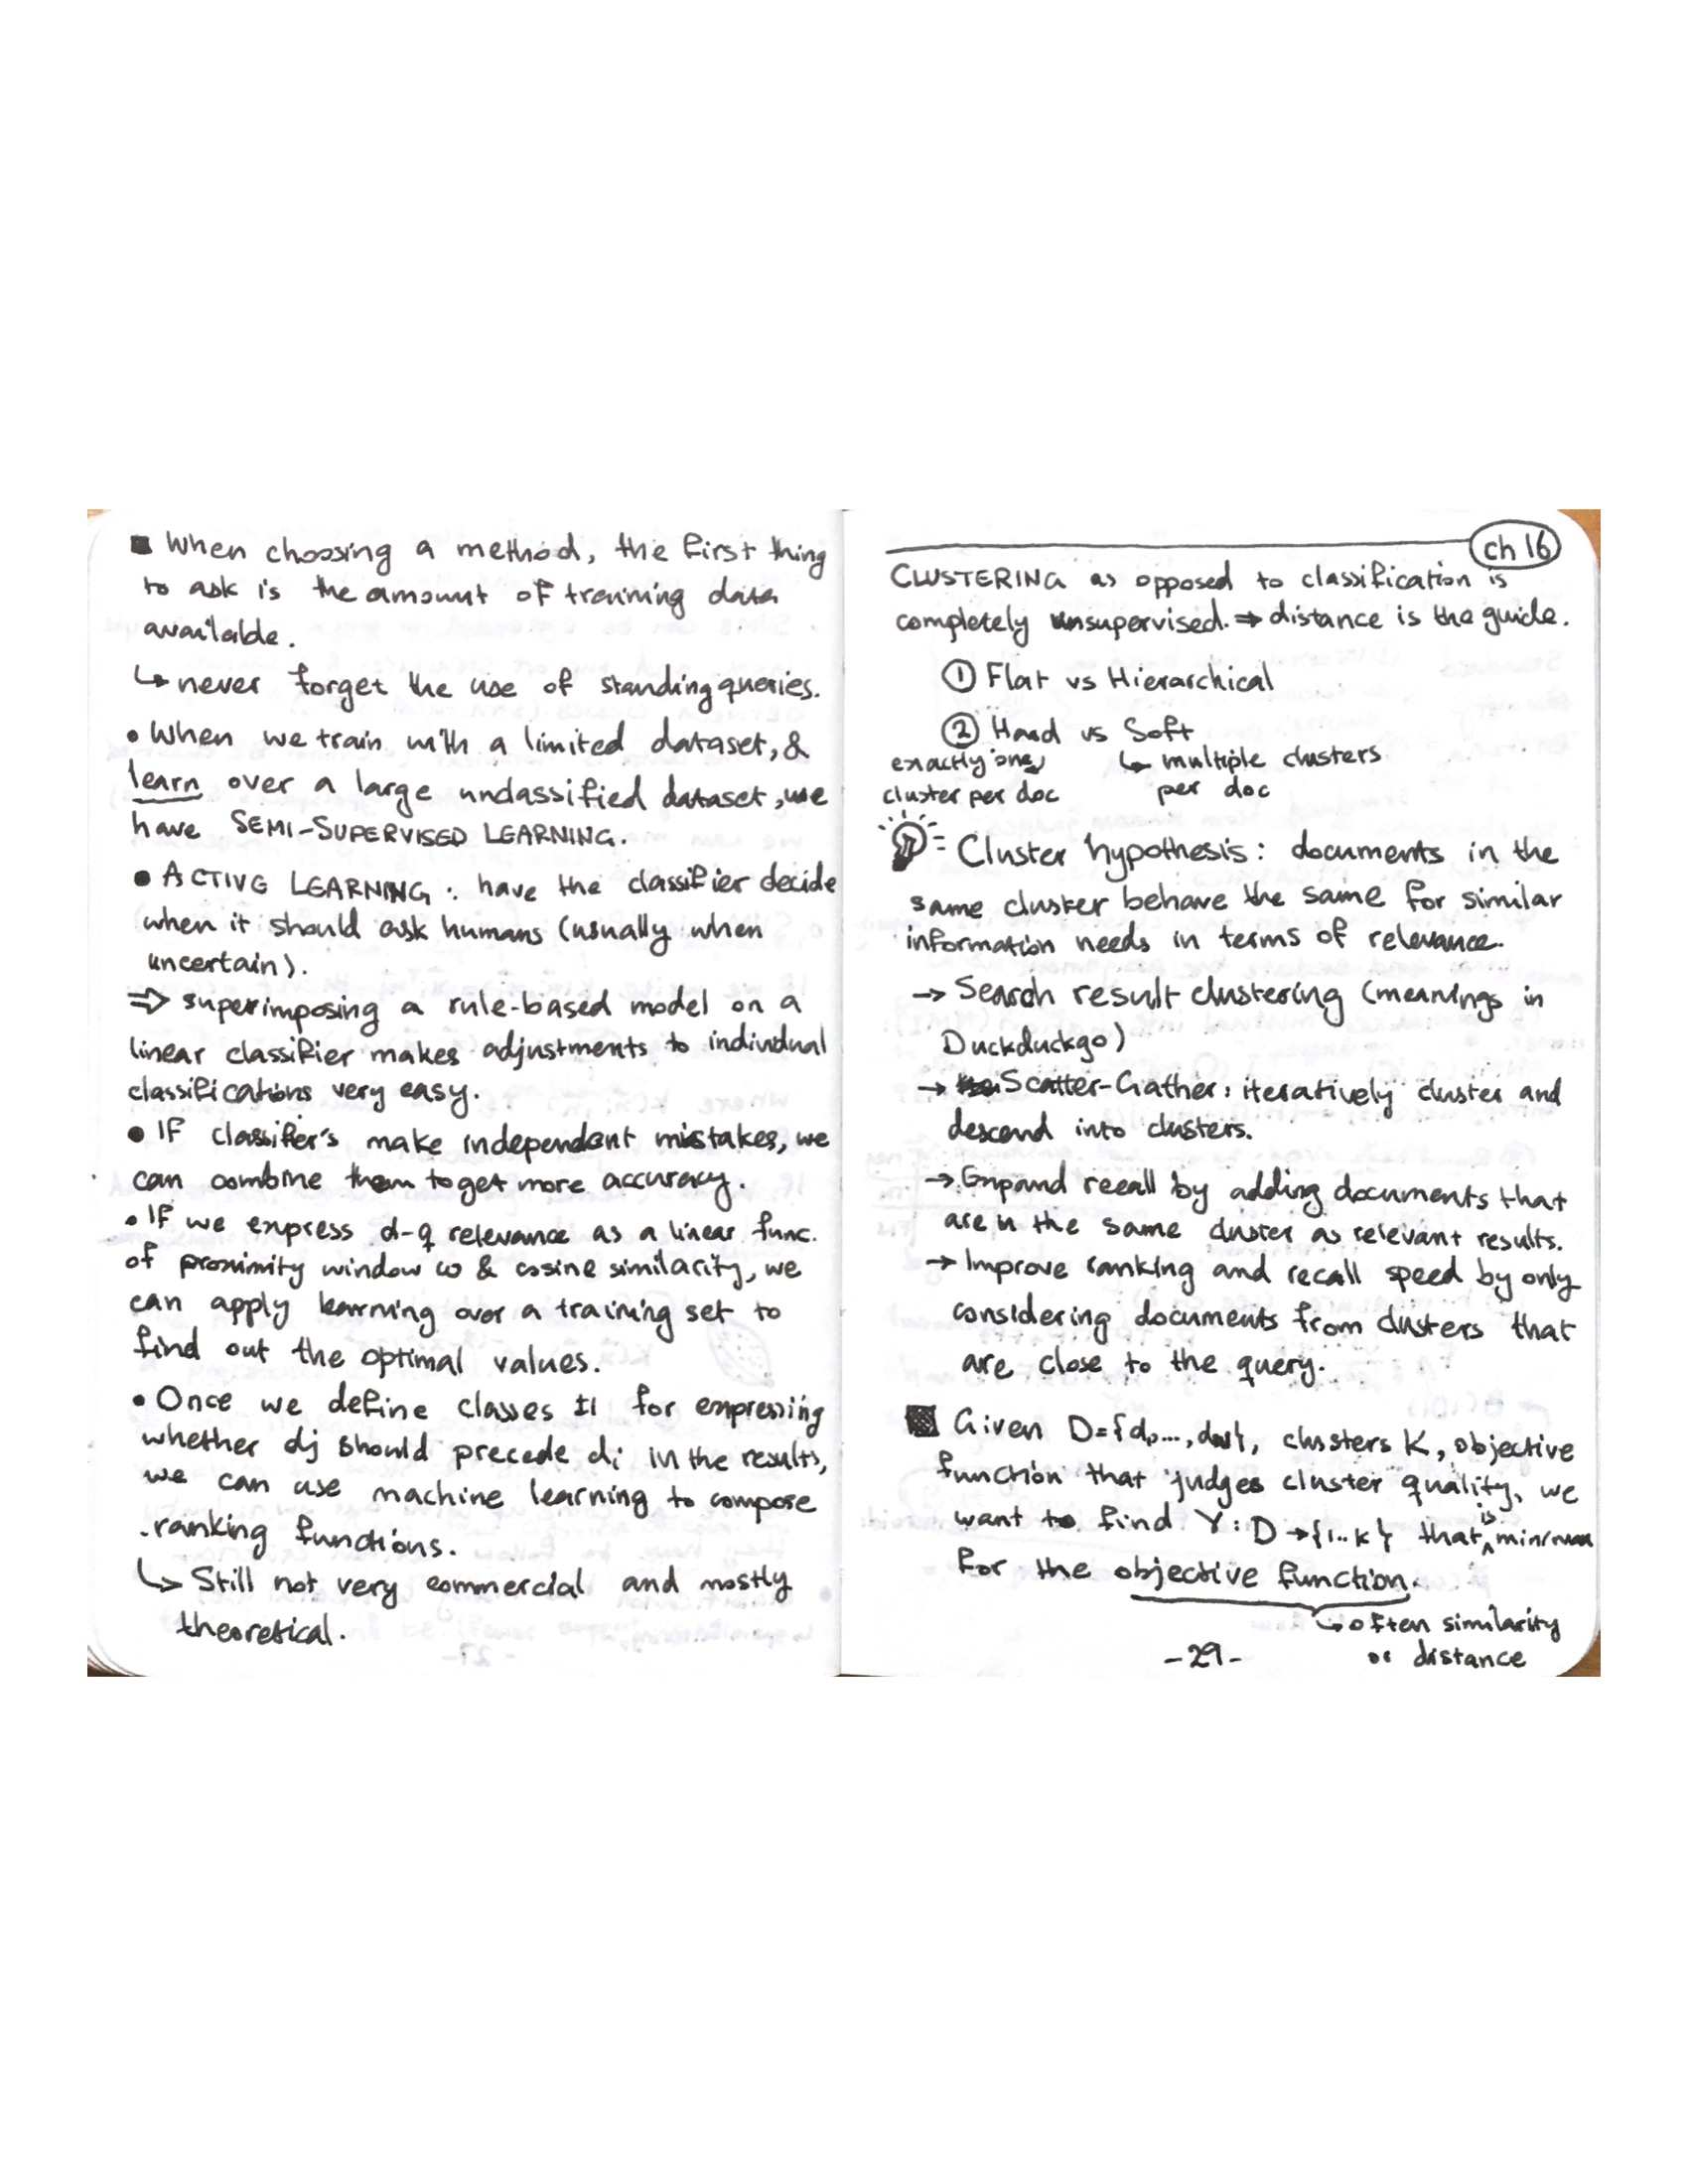 ■ When choosing a method, the first thing
to ask is the amount of training data
available.
↳ never forget the use of standing queries.
• When we train with a limited dataset, &
learn over a large unclassified dataset, we
have SEMI-SUPERVISED LEARNING.
• ACTIVE LEARNING: have the classifier decide
when it should ask humans (usually when
uncertain).
⇒ superimposing a rule-based model on a
linear classifier makes adjustments to individual
classifications very easy.
• If classifier's make independent mistakes, we
can combine them to get more accuracy.
• If we express d-q relevance as a linear func.
of proximity window ω & cosine similarity, we
can apply learning over a training set to
find out the optimal values.
• Once we define classes ±1 for expressing
whether dj should precede di in the results,
we can use machine learning to compose
ranking functions.
↳ Still not very commercial and mostly
theoretical.
ch 16
CLUSTERING as opposed to classification is
completely unsupervised. ⇒ distance is the guide.
① Flat vs Hierarchical
② Hard vs Soft
exactly one
cluster per doc
↳ multiple clusters
per doc
Cluster hypothesis: documents in the
same cluster behave the same for similar
information needs in terms of relevance.
→ Search result clustering (meanings in
Duckduckgo)
→ Scatter-Gather: iteratively cluster and
descend into clusters.
→ Expand recall by adding documents that
are in the same cluster as relevant results.
→ Improve ranking and recall speed by only
considering documents from clusters that
are close to the query.
■ Given D={d1,..., d|D|}, clusters K, objective
function that judges cluster quality, we
want to find γ: D → {1..K} that is min/max
for the objective function.
↳ often similarity
or distance
-29-